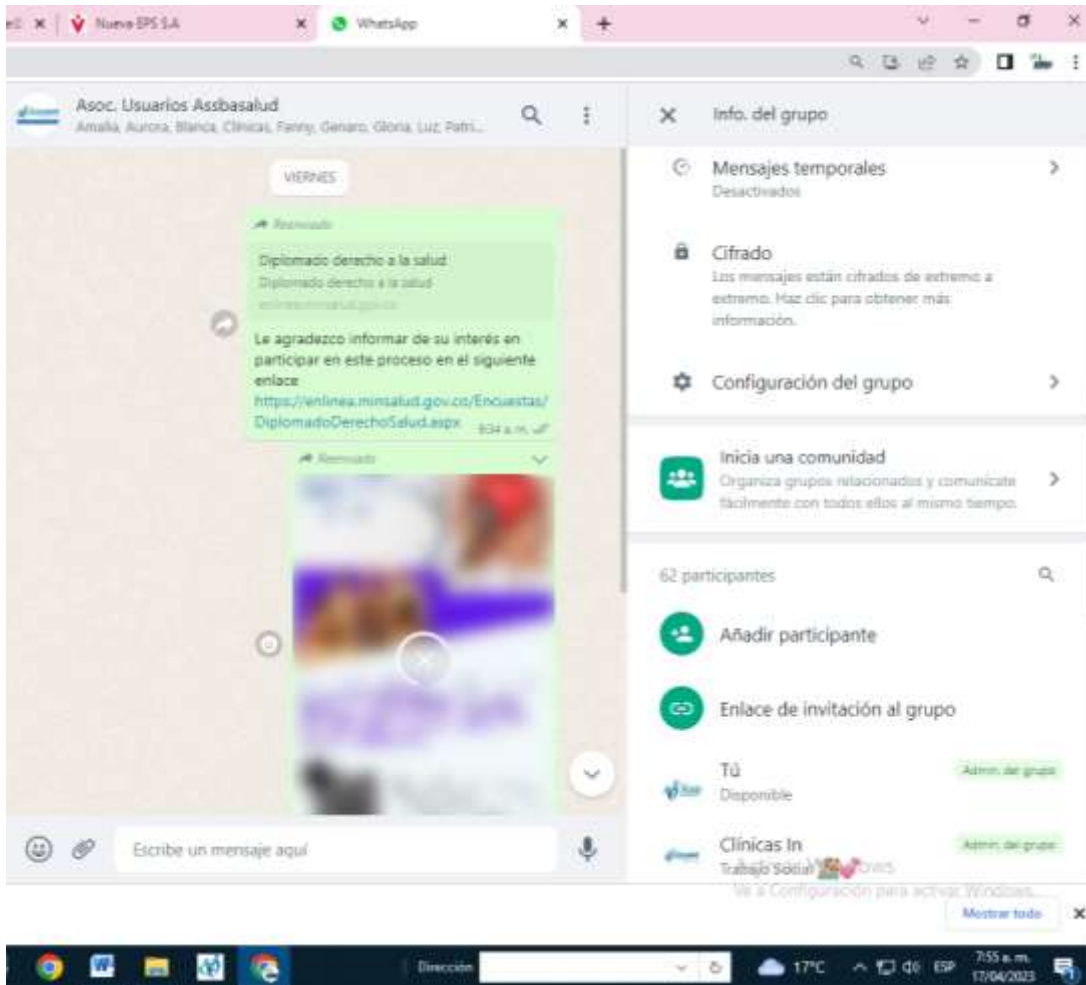 Nueva EPS S.A
WhatsApp
Asoc. Usuarios Assbasalud
Amalia, Aurora, Blanca, Clínicas, Fanny, Genaro, Gloria, Luz, Patri...
VIERNES
Reenviado
Diplomado derecho a la salud
Diplomado derecho a la salud
enlinea.minsalud.gov.co
Le agradezco informar de su interés en
participar en este proceso en el siguiente
enlace
https://enlinea.minsalud.gov.co/Encuestas/
DiplomadoDerechoSalud.aspx
9:34 a. m.
Reenviado
Escribe un mensaje aquí
Info. del grupo
Mensajes temporales
Desactivados
Cifrado
Los mensajes están cifrados de extremo a
extremo. Haz clic para obtener más
información.
Configuración del grupo
Inicia una comunidad
Organiza grupos relacionados y comunícate
fácilmente con todos ellos al mismo tiempo.
62 participantes
Añadir participante
Enlace de invitación al grupo
Tú
Admin. del grupo
Disponible
Clínicas In
Admin. del grupo
Trabajo Social
Ve a Configuración para activar Windows.
Mostrar todo
Dirección
17°C
ESP
7:55 a. m.
17/04/2023